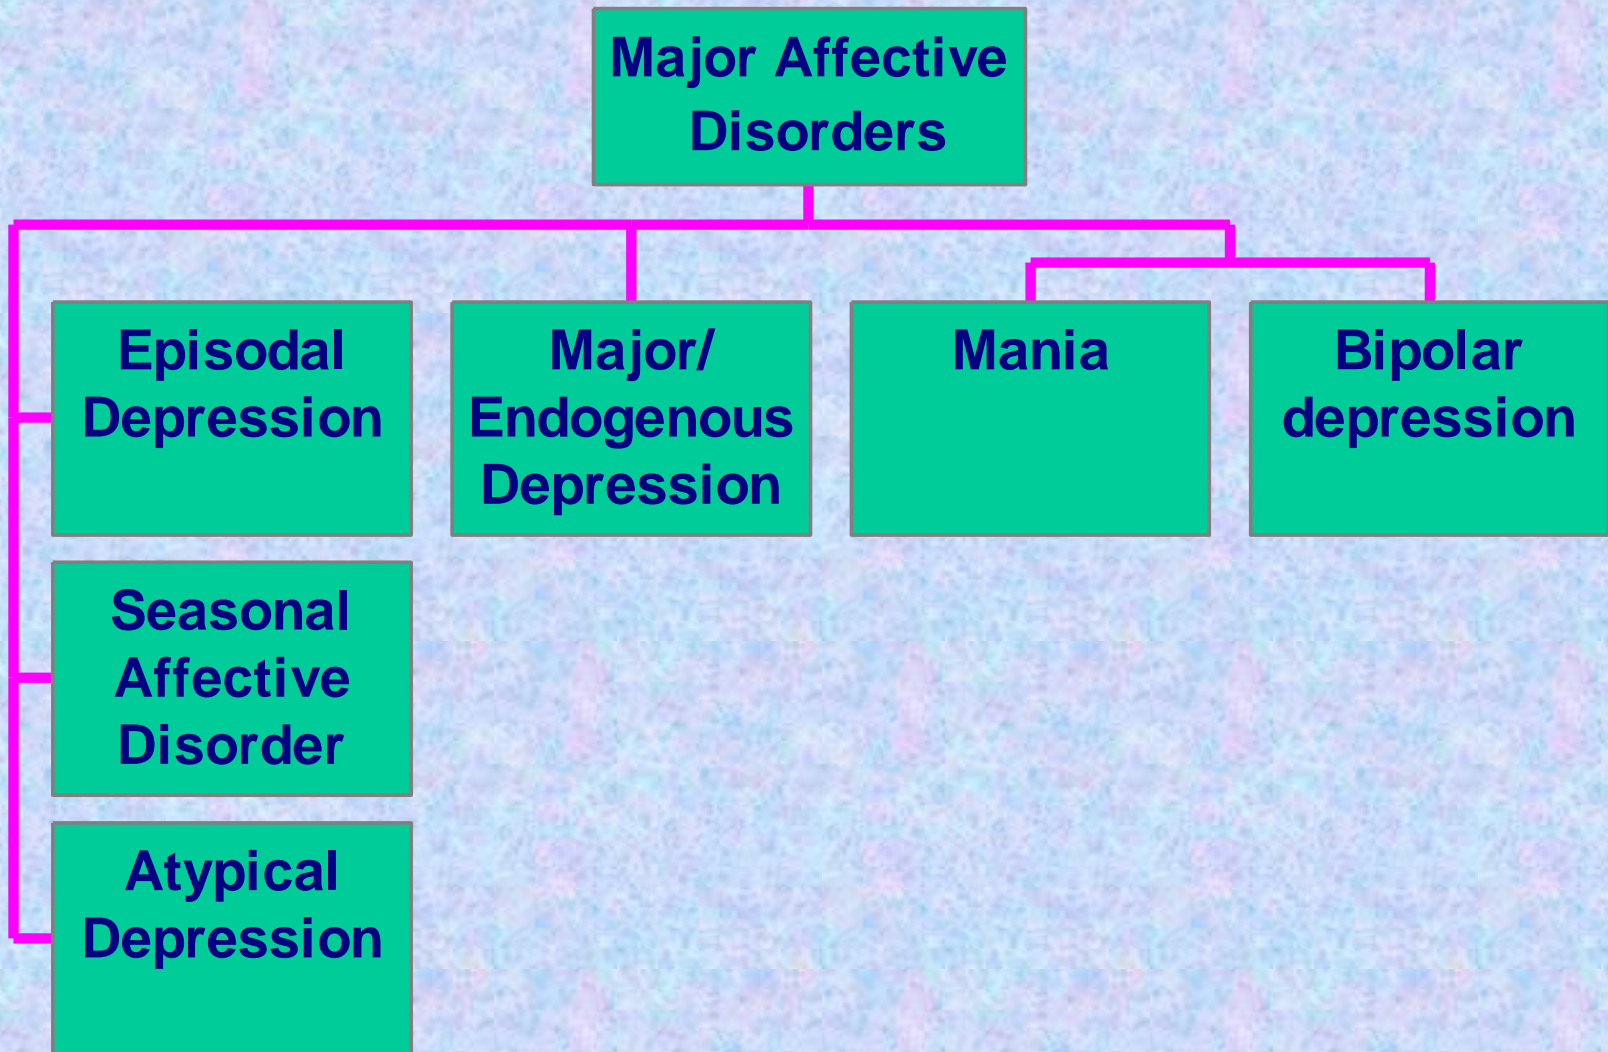 Major Affective
Disorders
Episodal
Depression
Major/
Endogenous
Depression
Mania
Bipolar
depression
Seasonal
Affective
Disorder
Atypical
Depression